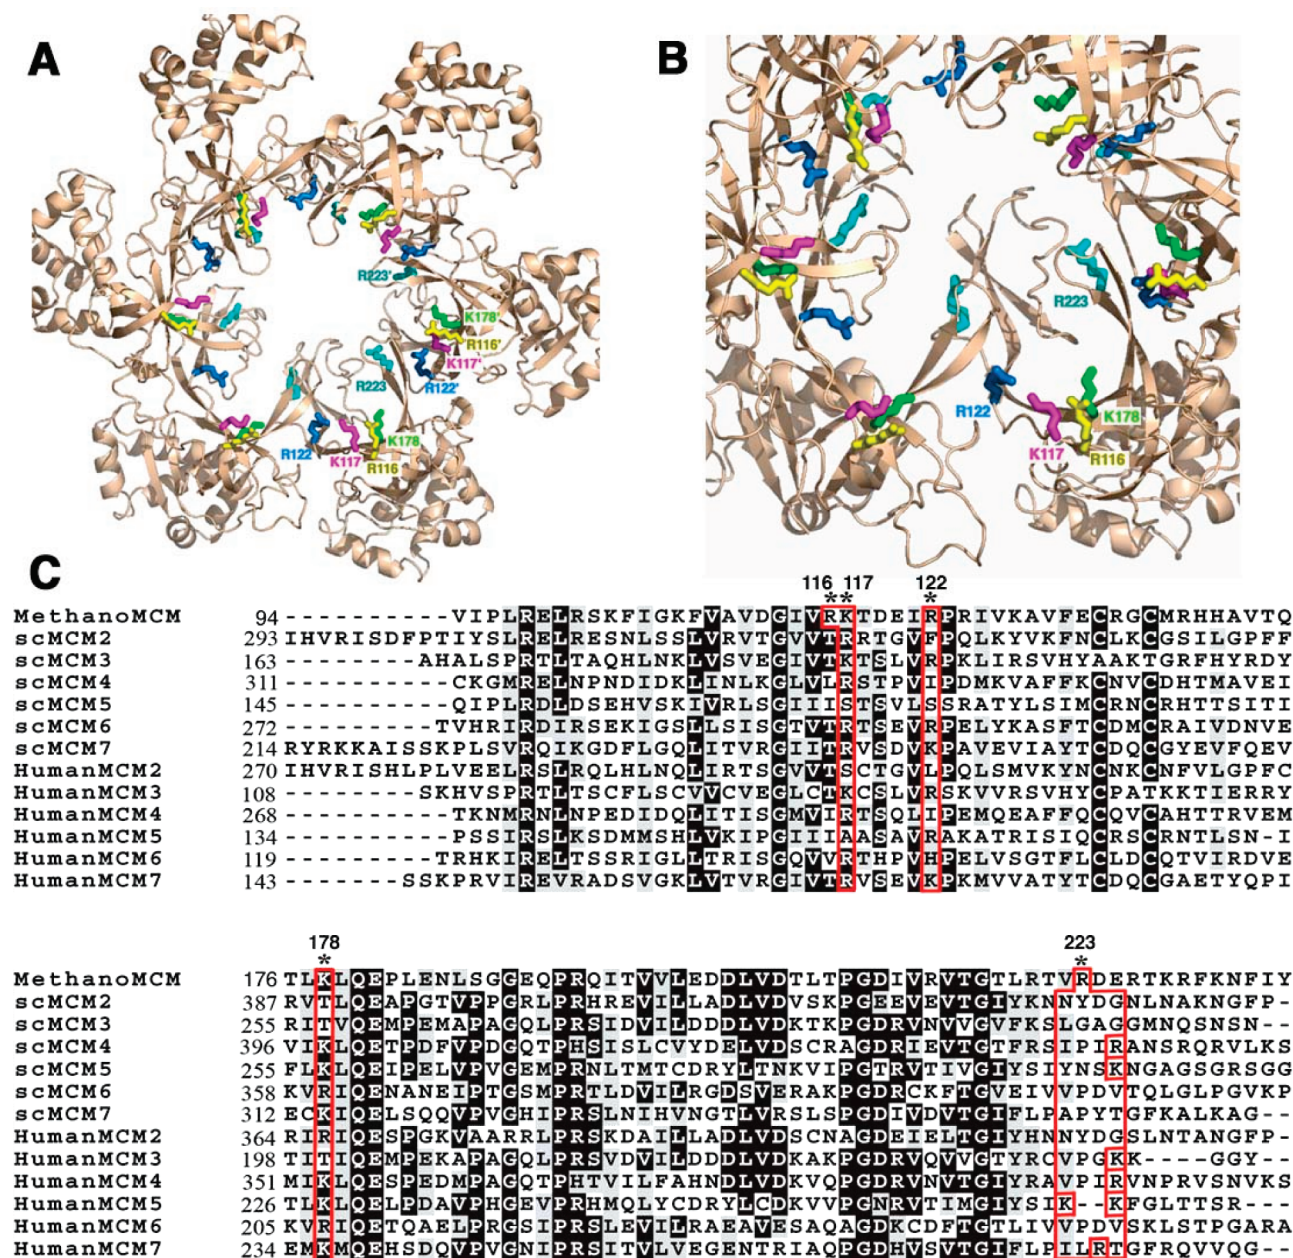 A
B
R223'
K178'
R116'
K117'
R122'
R223
R122
K117
R116
K178
R223
R122
K117
R116
K178
C
116 117 122
** *
MethanoMCM 94 ----------VIPLRELRSKFIGKFVAVDGIVRKTDEIRPRIVKAVFECRGCMRHHAVTQ
scMCM2 293 IHVRISDFPTIYSLRELRESNLSSLVRVTGVVTRRTGVFPQLKYVKFNCLKCGSILGPFF
scMCM3 163 --------AHALSPRTLTAQHLNKLVSVEGIVTKTSLVRPKLIRSVHYAAKTGRFHYRDY
scMCM4 311 ----------CKGMRELNPNDIDKLINLKGLVLRSTPVIPDMKVAFFKCNVCDHTMAVEI
scMCM5 145 ----------QIPLRDLDSEHVSKIVRLSGIIISTSVLSSRATYLSIMCRNCRHTTSITI
scMCM6 272 ---------TVHRIRDIRSEKIGSLLSISGTVTRTSEVRPELYKASFTCDMCRAIVDNVE
scMCM7 214 RYRKKAISSKPLSVRQIKGDFLGQLITVRGIITRVSDVKPAVEVIAYTCDQCGYEVFQEV
HumanMCM2 270 IHVRISHLPLVEELRSLRQLHLNQLIRTSGVVTSCTGVLPQLSMVKYNCNKCNFVLGPFC
HumanMCM3 108 --------SKHVSPRTLTSCFLSCVVCVEGLCTKCSLVRSKVVRSVHYCPATKKTIERRY
HumanMCM4 268 ----------TKNMRNLNPEDIDQLITISGMVIRTSQLIPEMQEAFFQCQVCAHTTRVEM
HumanMCM5 134 ----------PSSIRSLKSDMMSHLVKIPGIIIAASAVRAKATRISIQCRSCRNTLSN-I
HumanMCM6 119 ---------TRHKIRELTSSRIGLLTRISGQVVRTHPVHPELVSGTFLCLDCQTVIRDVE
HumanMCM7 143 -------SSKPRVIREVRADSVGKLVTVRGIVTRVSEVKPKMVVATYTCDQCGAETYQPI
178 223
* *
MethanoMCM 176 TLKLQEPLENLSGGEQPRQITVVLEDDLVDTLTPGDIVRVTGTLRTVRDERTKRFKNFIY
scMCM2 387 RVTLQEAPGTVPPGRLPRHREVILLADLVDVSKPGEEVEVTGIYKNNYDGNLNAKNGFP-
scMCM3 255 RITVQEMPEMAPAGQLPRSIDVILDDDLVDKTKPGDRVNVVGVFKSLGAGGMNQSNSN--
scMCM4 396 VIKLQETPDFVPDGQTPHSISLCVYDELVDSCRAGDRIEVTGTFRSIPIRANSRQRVLKS
scMCM5 255 FLKLQEIPELVPVGEMPRNLTMTCDRYLTNKVIPGTRVTIVGIYSIYNSKNGAGSGRSGG
scMCM6 358 KVRIQENANEIPTGSMPRTLDVILRGDSVERAKPGDRCKFTGVEIVVPDVTQLGLPGVKP
scMCM7 312 ECKIQELSQQVPVGHIPRSLNIHVNGTLVRSLSPGDIVDVTGIFLPAPYTGFKALKAG--
HumanMCM2 364 RIRIQESPGKVAARRLPRSKDAILLADLVDSCNAGDEIELTGIYHNNYDGSLNTANGFP-
HumanMCM3 198 TITIQEMPEKAPAGQLPRSVDVILDDDLVDKAKPGDRVQVVGTYRCVPGKK----GGY--
HumanMCM4 351 MIKLQESPEDMPAGQTPHTVILFAHNDLVDKVQPGDRVNVTGIYRAVPIRVNPRVSNVKS
HumanMCM5 226 TLKLQELPDAVPHGEVPRHMQLYCDRYLCDKVVPGNRVTIMGIYSIK--KFGLTTSR---
HumanMCM6 205 KVRIQETQAELPRGSIPRSLEVILRAEAVESAQAGDKCDFTGTLIVVPDVSKLSTPGARA
HumanMCM7 234 EMKMQEHSDQVPVGNIPRSITVLVEGENTRIAQPGDHVSVTGIFLPILRTGFRQVVQG--